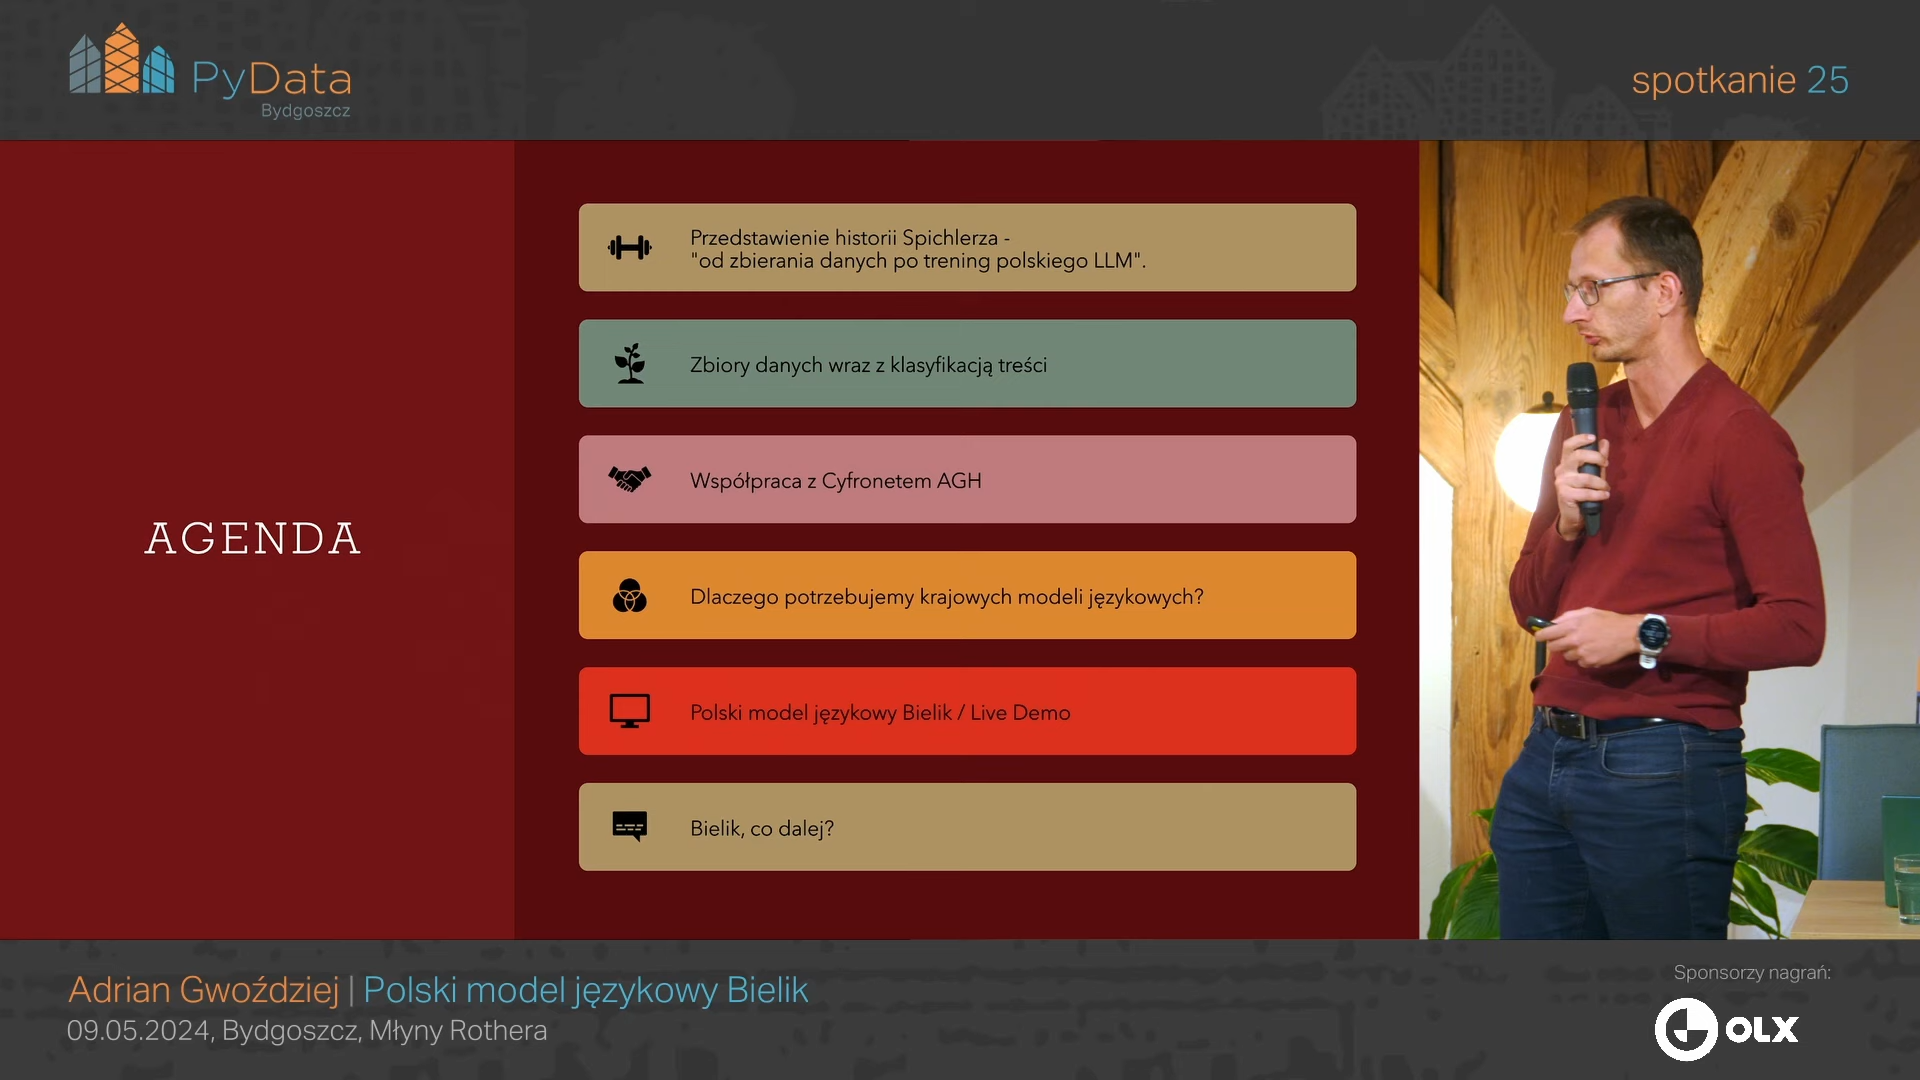 PyData
Bydgoszcz
spotkanie 25
AGENDA
Przedstawienie historii Spichlerza -
"od zbierania danych po trening polskiego LLM".
Zbiory danych wraz z klasyfikacją treści
Współpraca z Cyfronetem AGH
Dlaczego potrzebujemy krajowych modeli językowych?
Polski model językowy Bielik / Live Demo
Bielik, co dalej?
Adrian Gwoździej | Polski model językowy Bielik
09.05.2024, Bydgoszcz, Młyny Rothera
Sponsorzy nagrań:
OLX